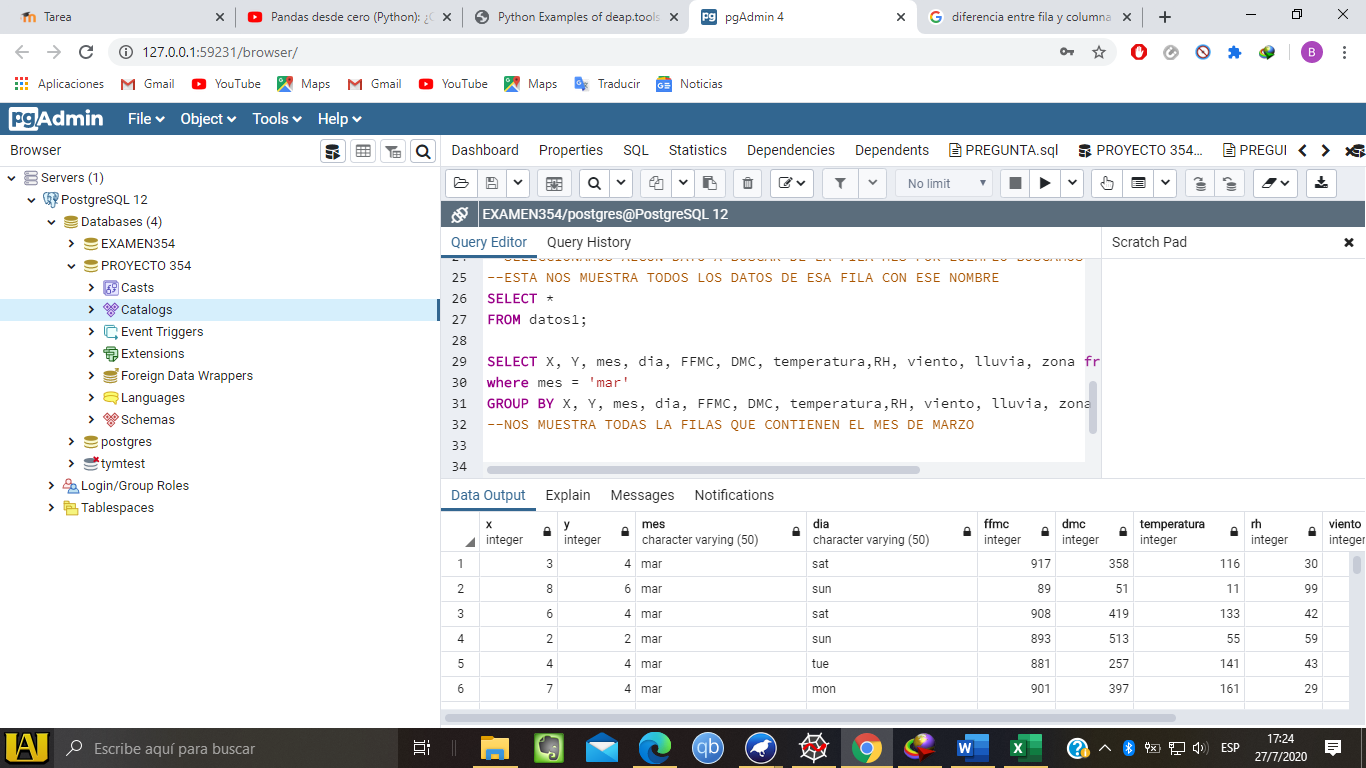 Tarea
Pandas desde cero (Python): ¿C
Python Examples of deap.tools
pgAdmin 4
diferencia entre fila y columna
127.0.0.1:59231/browser/
B
Aplicaciones
Gmail
YouTube
Maps
Gmail
YouTube
Maps
Traducir
Noticias
pgAdmin
File
Object
Tools
Help
Browser
Dashboard
Properties
SQL
Statistics
Dependencies
Dependents
PREGUNTA.sql
PROYECTO 354...
PREGUI
Servers (1)
PostgreSQL 12
Databases (4)
EXAMEN354
PROYECTO 354
Casts
Catalogs
Event Triggers
Extensions
Foreign Data Wrappers
Languages
Schemas
postgres
tymtest
Login/Group Roles
Tablespaces
No limit
EXAMEN354/postgres@PostgreSQL 12
Query Editor
Query History
Scratch Pad
25 --ESTA NOS MUESTRA TODOS LOS DATOS DE ESA FILA CON ESE NOMBRE
26 SELECT *
27 FROM datos1;
28
29 SELECT X, Y, mes, dia, FFMC, DMC, temperatura,RH, viento, lluvia, zona fr
30 where mes = 'mar'
31 GROUP BY X, Y, mes, dia, FFMC, DMC, temperatura,RH, viento, lluvia, zona
32 --NOS MUESTRA TODAS LA FILAS QUE CONTIENEN EL MES DE MARZO
33
34
Data Output
Explain
Messages
Notifications
x y mes dia ffmc dmc temperatura rh viento
integer integer character varying (50) character varying (50) integer integer integer integer integer
1 3 4 mar sat 917 358 116 30
2 8 6 mar sun 89 51 11 99
3 6 4 mar sat 908 419 133 42
4 2 2 mar sun 893 513 55 59
5 4 4 mar tue 881 257 141 43
6 7 4 mar mon 901 397 161 29
Escribe aquí para buscar
qb
ESP
17:24
27/7/2020